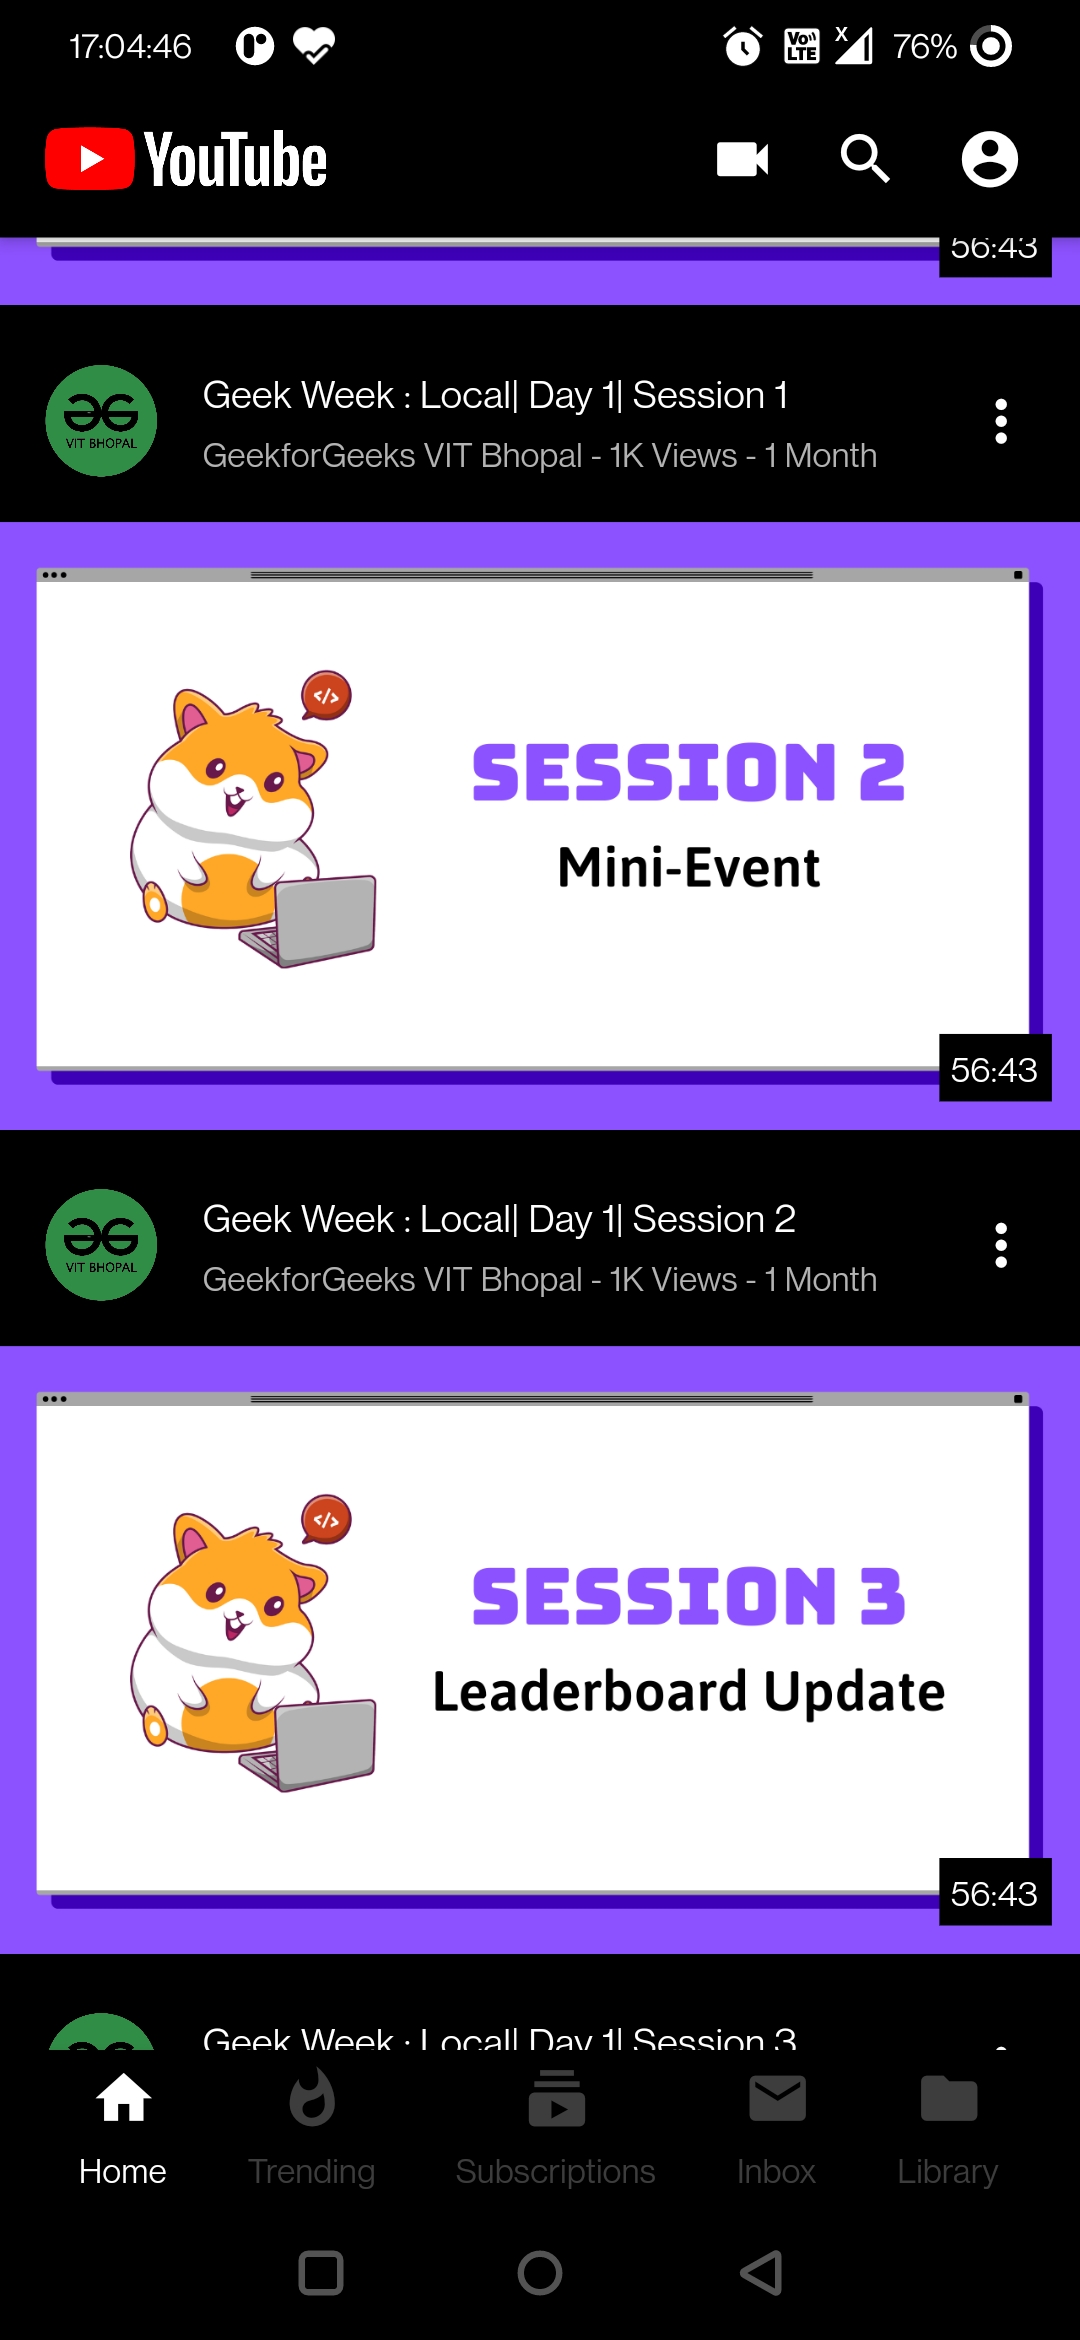 17:04:46
Vo)) LTE
X
76%
YouTube
56:43
VIT BHOPAL
Geek Week : Local| Day 1| Session 1
GeekforGeeks VIT Bhopal - 1K Views - 1 Month
</>
SESSION 2
Mini-Event
56:43
VIT BHOPAL
Geek Week : Local| Day 1| Session 2
GeekforGeeks VIT Bhopal - 1K Views - 1 Month
</>
SESSION 3
Leaderboard Update
56:43
Geek Week : Local| Day 1| Session 3
Home
Trending
Subscriptions
Inbox
Library